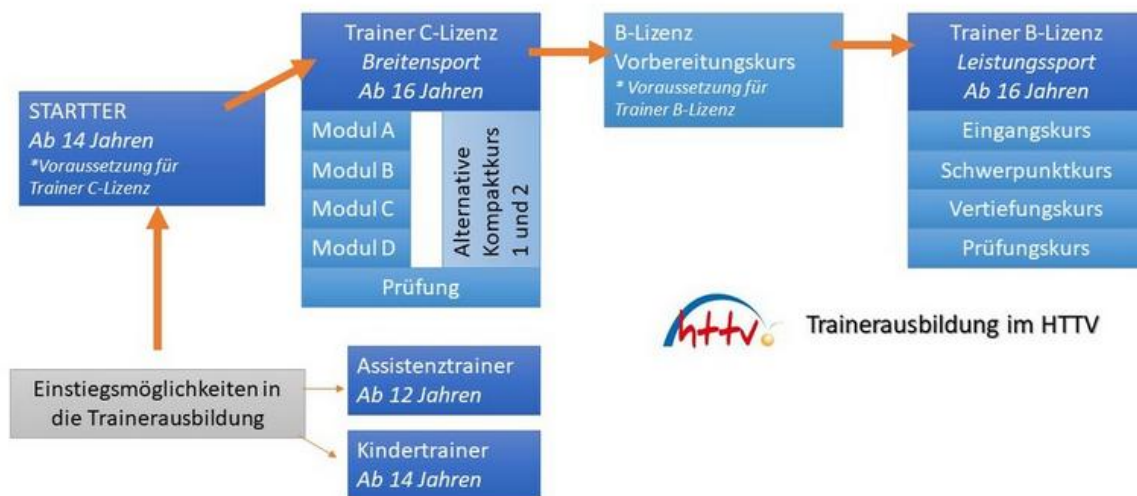 STARTTER
Ab 14 Jahren
*Voraussetzung für
Trainer C-Lizenz
Trainer C-Lizenz
Breitensport
Ab 16 Jahren
Modul A
Modul B
Modul C
Modul D
Alternative
Kompaktkurs
1 und 2
Prüfung
B-Lizenz
Vorbereitungskurs
* Voraussetzung für
Trainer B-Lizenz
Trainer B-Lizenz
Leistungssport
Ab 16 Jahren
Eingangskurs
Schwerpunktkurs
Vertiefungskurs
Prüfungskurs
httv
Trainerausbildung im HTTV
Einstiegsmöglichkeiten in
die Trainerausbildung
Assistenztrainer
Ab 12 Jahren
Kindertrainer
Ab 14 Jahren